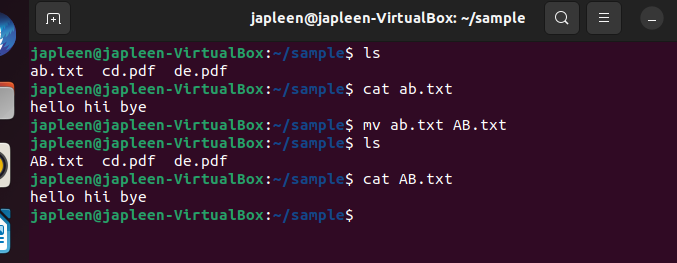 japleen@japleen-VirtualBox: ~/sample
japleen@japleen-VirtualBox:~/sample$ ls
ab.txt  cd.pdf  de.pdf
japleen@japleen-VirtualBox:~/sample$ cat ab.txt
hello hii bye
japleen@japleen-VirtualBox:~/sample$ mv ab.txt AB.txt
japleen@japleen-VirtualBox:~/sample$ ls
AB.txt  cd.pdf  de.pdf
japleen@japleen-VirtualBox:~/sample$ cat AB.txt
hello hii bye
japleen@japleen-VirtualBox:~/sample$